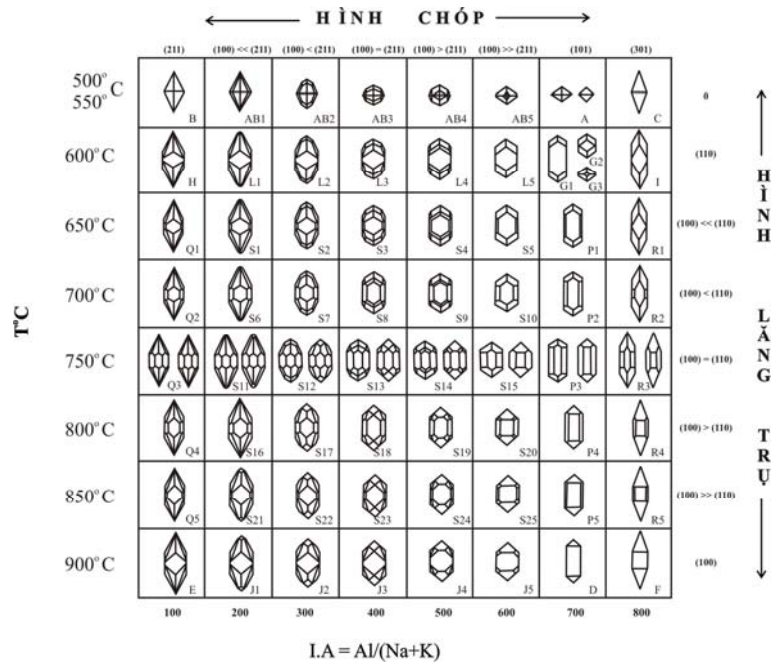 HÌNH CHÓP
(211) (100) << (211) (100) < (211) (100) = (211) (100) > (211) (100) >> (211) (101) (301)
500°C
550°
B AB1 AB2 AB3 AB4 AB5 A C
0
600°C
H L1 L2 L3 L4 L5 G1 G2 G3 I
(110)
650°C
Q1 S1 S2 S3 S4 S5 P1 R1
(100) << (110)
700°C
Q2 S6 S7 S8 S9 S10 P2 R2
(100) < (110)
750°C
Q3 S11 S12 S13 S14 S15 P3 R3
(100) = (110)
800°C
Q4 S16 S17 S18 S19 S20 P4 R4
(100) > (110)
850°C
Q5 S21 S22 S23 S24 S25 P5 R5
(100) >> (110)
900°C
E J1 J2 J3 J4 J5 D F
(100)
100 200 300 400 500 600 700 800
I.A = Al/(Na+K)
T°C
HÌNH LĂNG TRỤ